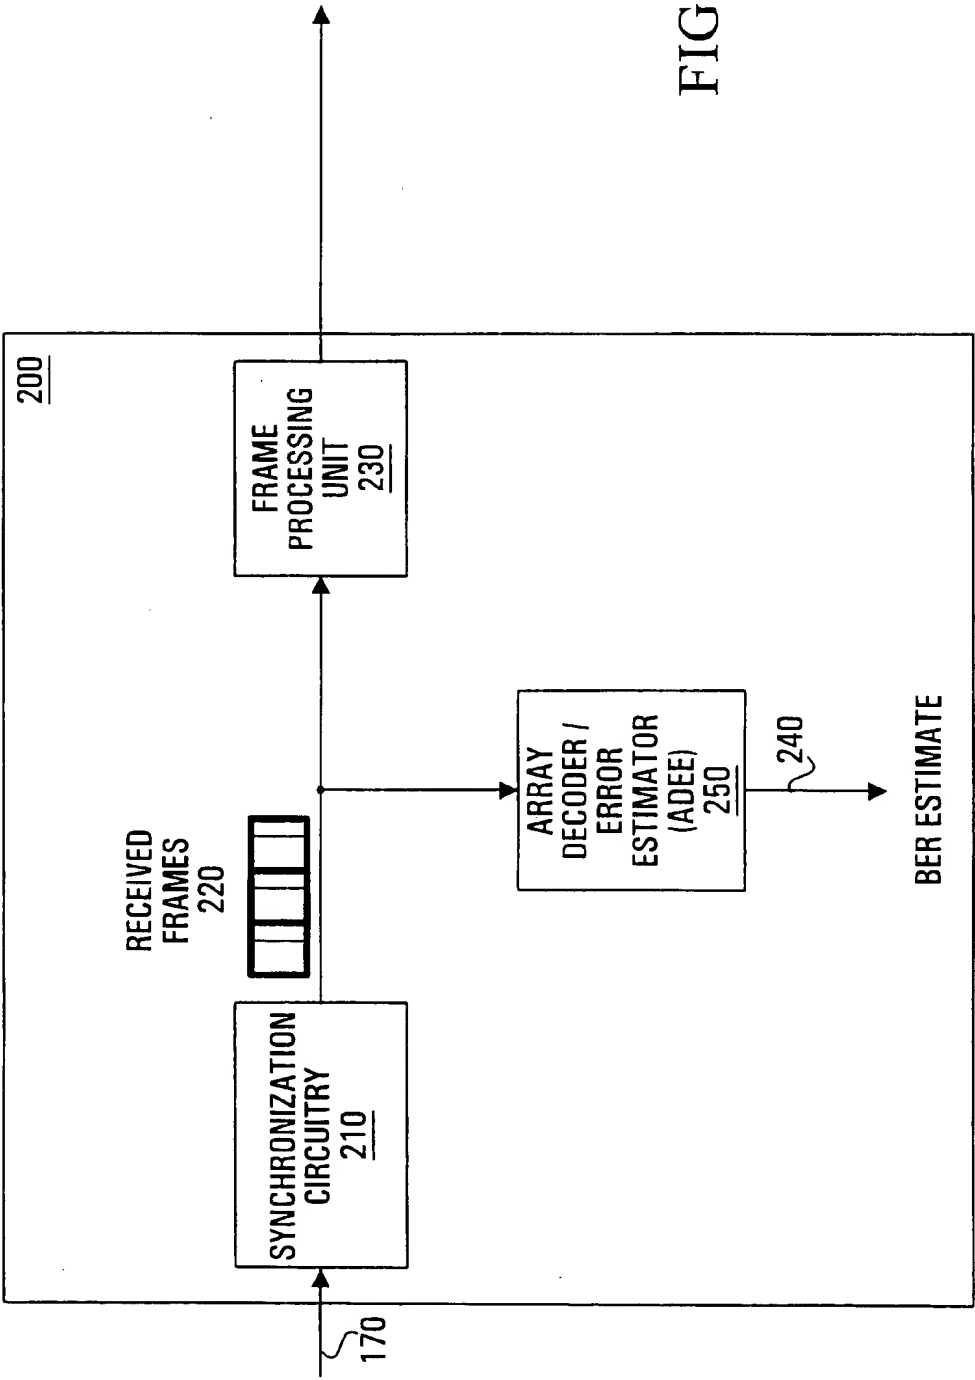 200
RECEIVED
FRAMES
220
SYNCHRONIZATION
CIRCUITRY
210
FRAME
PROCESSING
UNIT
230
170
ARRAY
DECODER /
ERROR
ESTIMATOR
(ADEE)
250
240
BER ESTIMATE
FIG